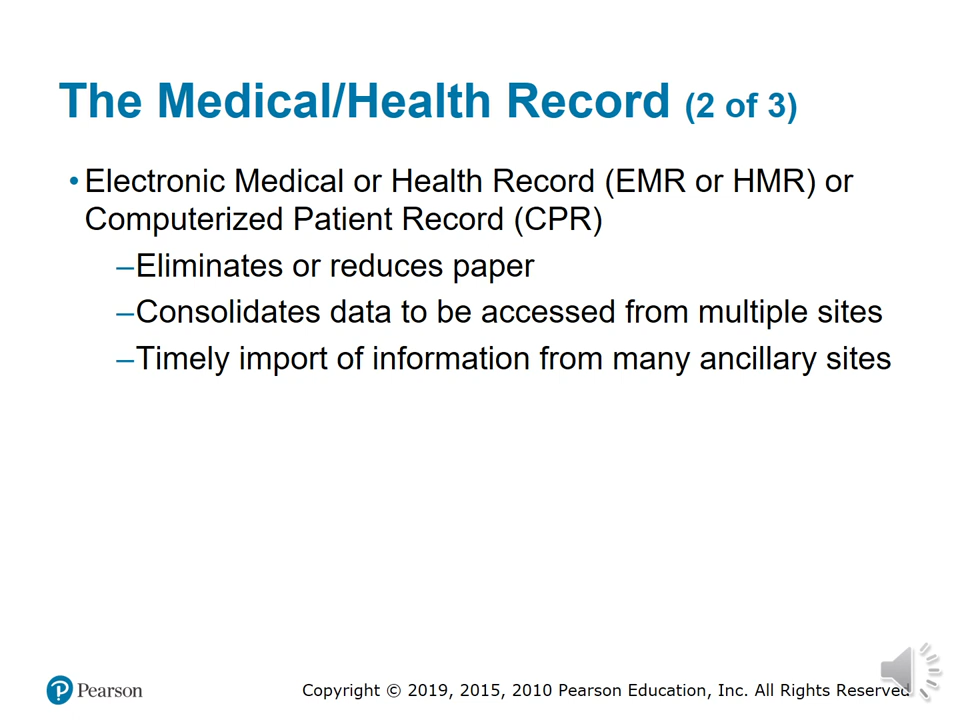 The Medical/Health Record (2 of 3)
• Electronic Medical or Health Record (EMR or HMR) or
Computerized Patient Record (CPR)
–Eliminates or reduces paper
–Consolidates data to be accessed from multiple sites
–Timely import of information from many ancillary sites
P Pearson
Copyright © 2019, 2015, 2010 Pearson Education, Inc. All Rights Reserved